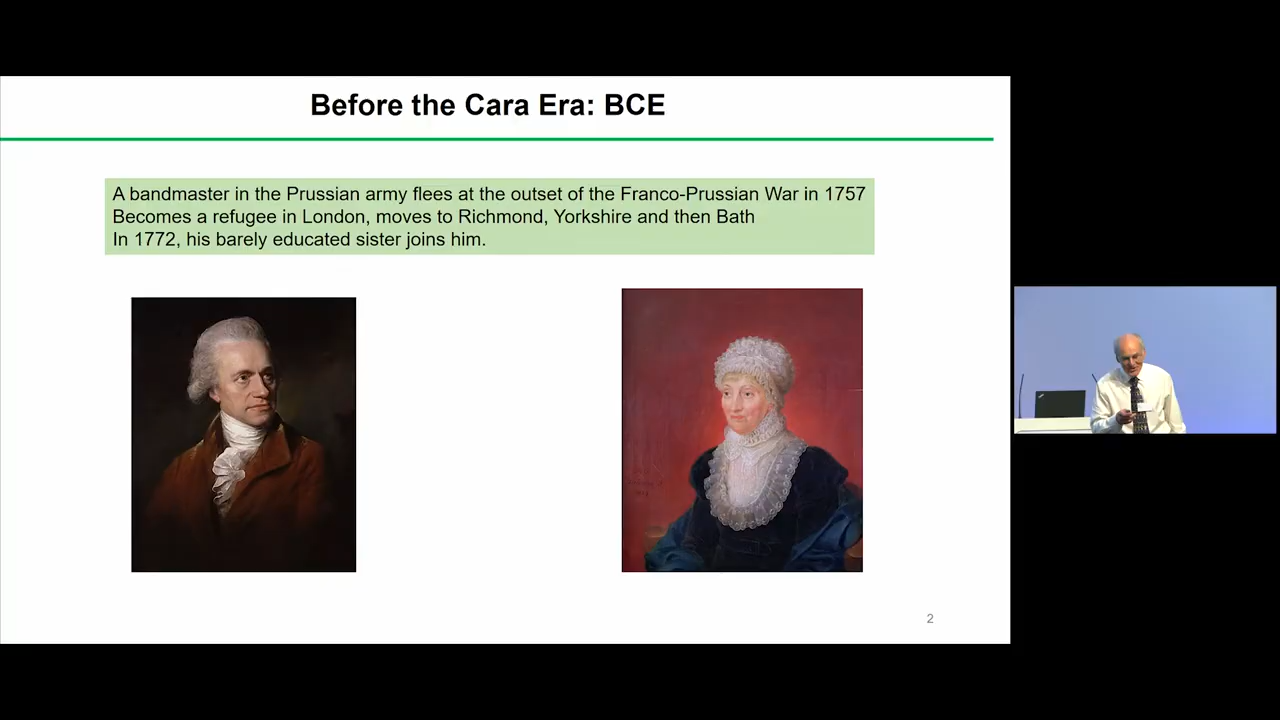 Before the Cara Era: BCE
A bandmaster in the Prussian army flees at the outset of the Franco-Prussian War in 1757
Becomes a refugee in London, moves to Richmond, Yorkshire and then Bath
In 1772, his barely educated sister joins him.
2